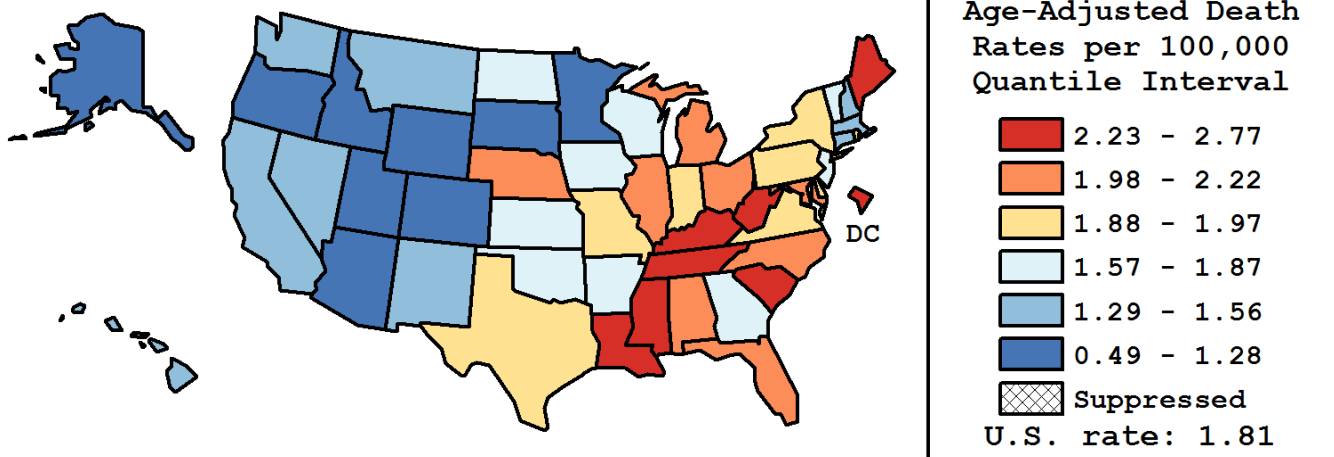 Age-Adjusted Death
Rates per 100,000
Quantile Interval
2.23 - 2.77
1.98 - 2.22
1.88 - 1.97
1.57 - 1.87
1.29 - 1.56
0.49 - 1.28
Suppressed
U.S. rate: 1.81
DC